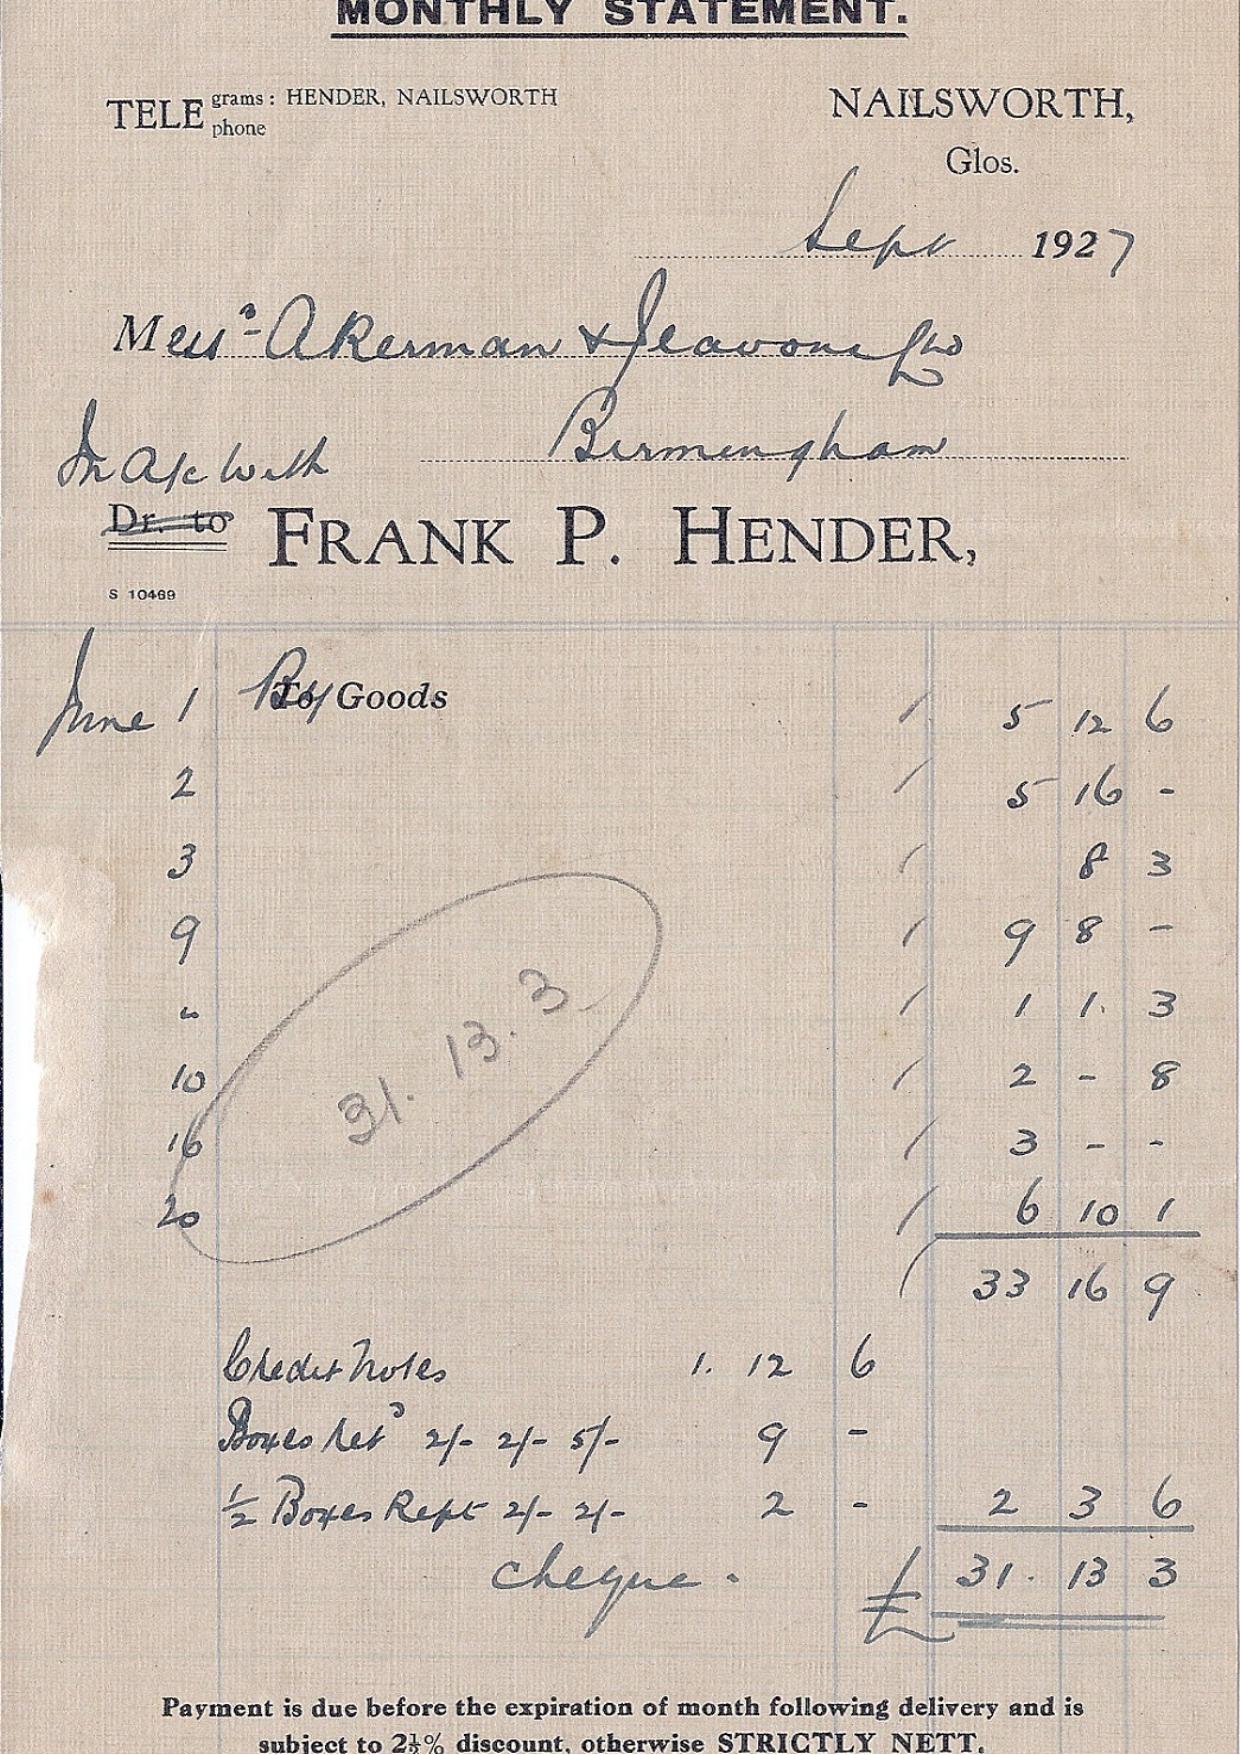 MONTHLY STATEMENT.
TELE grams: HENDER, NAILSWORTH
phone
NAILSWORTH,
Glos.
Sept 1927
Mess^rs Akerman & Jeavons Ltd
Birmingham
In A/c With
Dr. to FRANK P. HENDER,
S 10469
June 1 By To Goods / 5 12 6
2 / 5 16 -
3 / 8 3
9 / 9 8 -
" / 1 1. 3
10 / 2 - 8
16 / 3 - -
20 / 6 10 1
31. 13. 3
/ 33 16 9
Credit Notes 1. 12 6
Boxes Ret^d 2/- 2/- 5/- 9 -
½ Boxes Rept 2/- 2/- 2 - 2 3 6
cheque. £ 31. 13 3
Payment is due before the expiration of month following delivery and is
subject to 2½% discount, otherwise STRICTLY NETT.